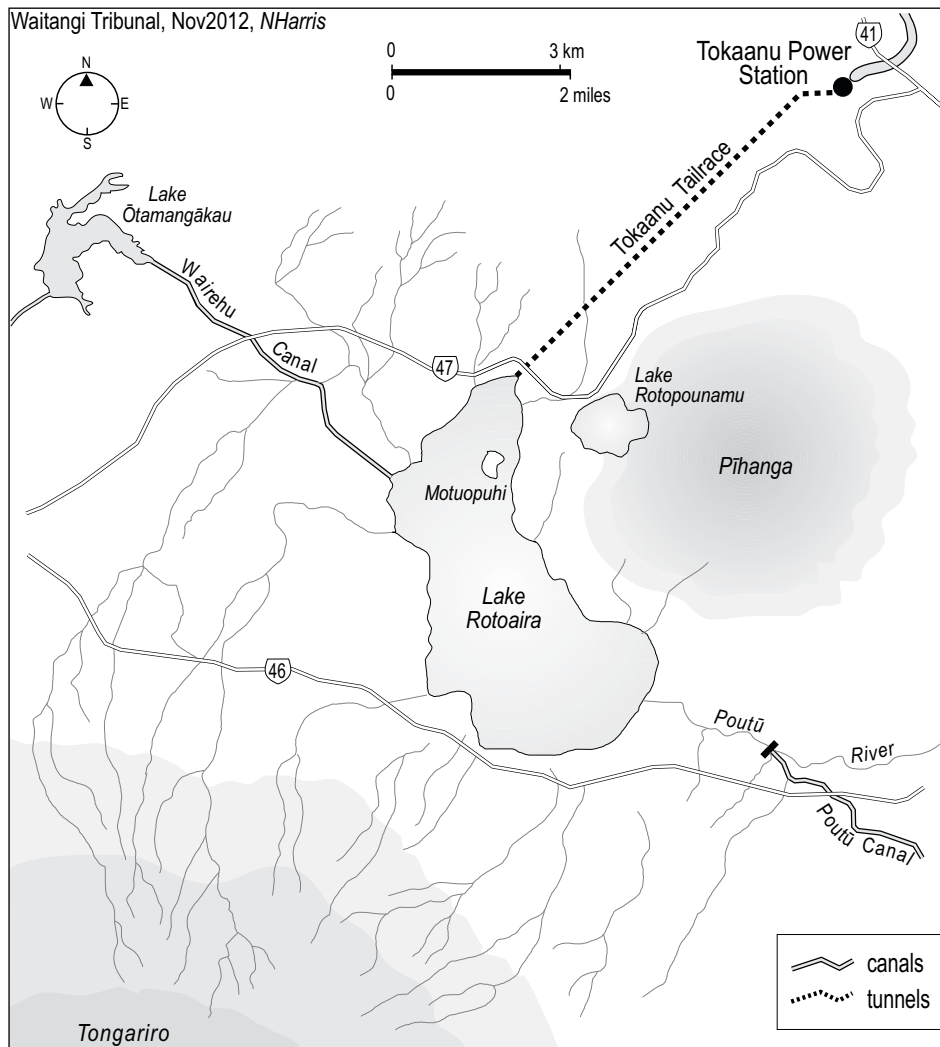 Waitangi Tribunal, Nov2012, NHarris
N
W E
S
0 3 km
0 2 miles
41
Tokaanu Power
Station
Tokaanu Tailrace
Lake
Ōtamangākau
Wairehu
Canal
47
Lake
Rotopounamu
Pīhanga
Motuopuhi
Lake
Rotoaira
46
Poutū
River
Poutū Canal
canals
tunnels
Tongariro